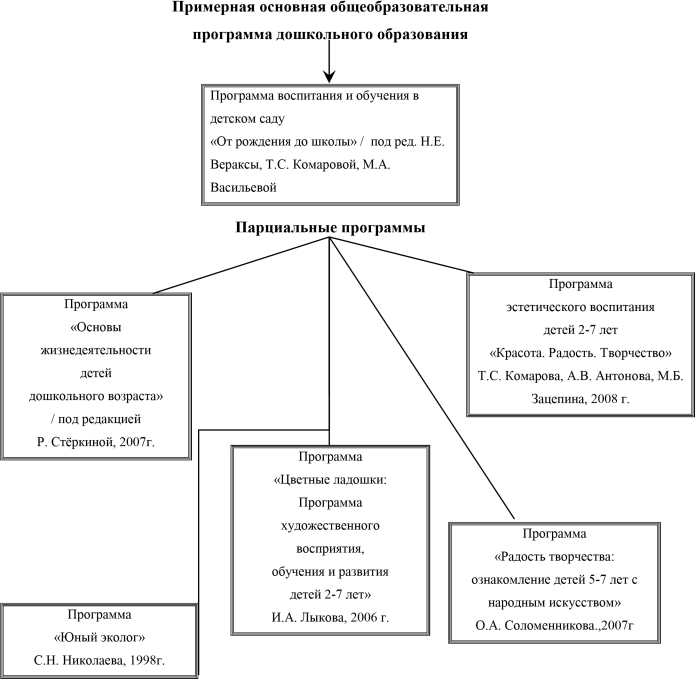 Примерная основная общеобразовательная
программа дошкольного образования
Программа воспитания и обучения в
детском саду
«От рождения до школы» / под ред. Н.Е.
Вераксы, Т.С. Комаровой, М.А.
Васильевой
Парциальные программы
Программа
«Основы
жизнедеятельности
детей
дошкольного возраста»
/ под редакцией
Р. Стёркиной, 2007г.
Программа
эстетического воспитания
детей 2-7 лет
«Красота. Радость. Творчество»
Т.С. Комарова, А.В. Антонова, М.Б.
Зацепина, 2008 г.
Программа
«Цветные ладошки:
Программа
художественного
восприятия,
обучения и развития
детей 2-7 лет»
И.А. Лыкова, 2006 г.
Программа
«Радость творчества:
ознакомление детей 5-7 лет с
народным искусством»
О.А. Соломенникова.,2007г
Программа
«Юный эколог»
С.Н. Николаева, 1998г.